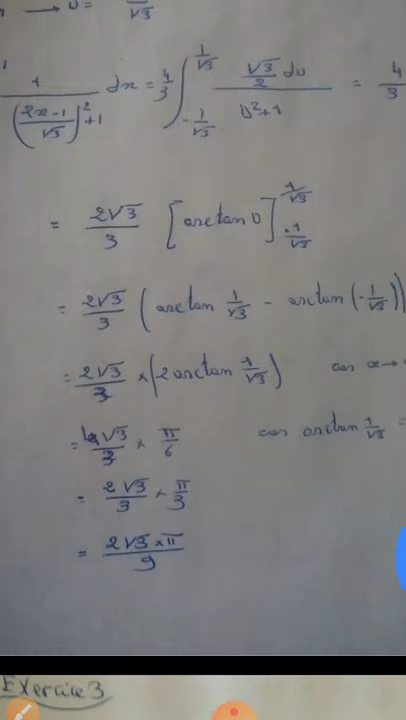 → U = 1/√3
1/((2x-1/√3)²+1) dx = 4/3 ∫_{-1/√3}^{1/√3} (√3/2 dU)/(U²+1) = 4/3
= 2√3/3 [arctan U]_{-1/√3}^{1/√3}
= 2√3/3 (arctan 1/√3 - arctan (-1/√3))
= 2√3/3 × (2 arctan 1/√3) car x→
= 4√3/3 × π/6 car arctan 1/√3 =
= 2√3/3 × π/3
= 2√3×π/9
Exercice 3